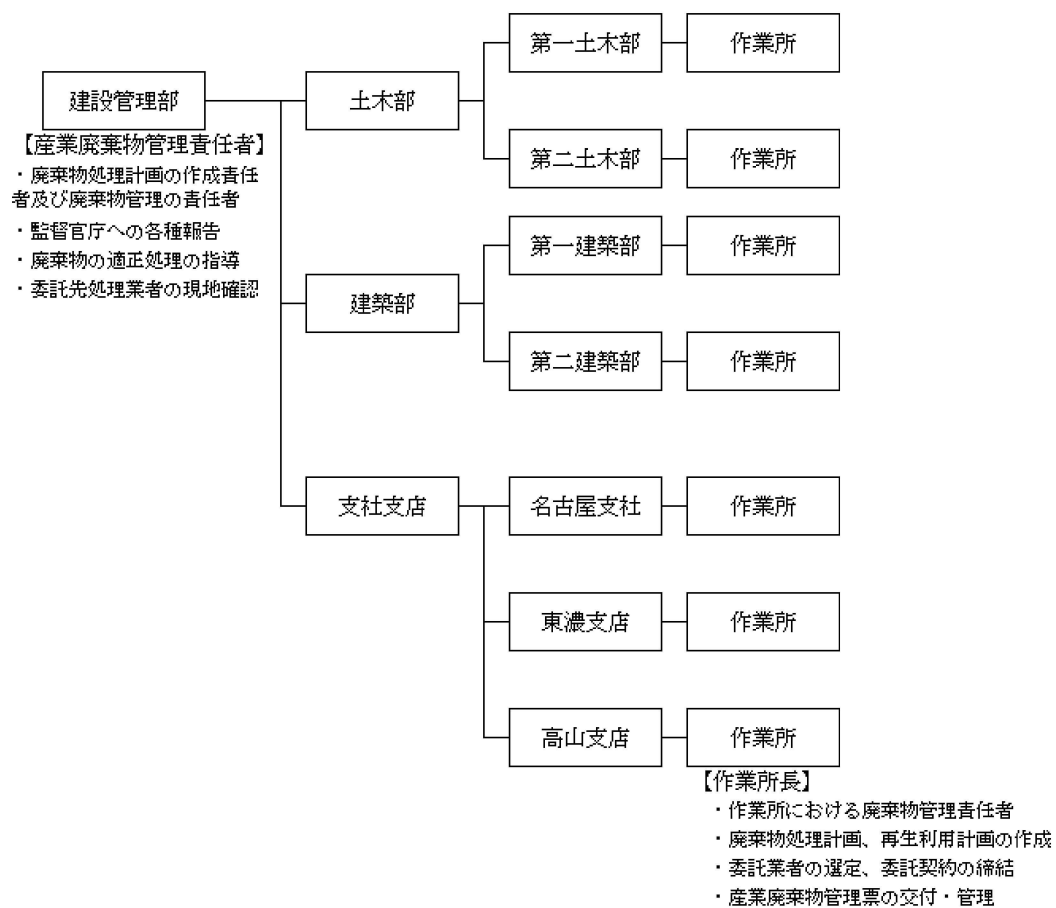 第一土木部
作業所
建設管理部
土木部
【産業廃棄物管理責任者】
・廃棄物処理計画の作成責任
者及び廃棄物管理の責任者
・監督官庁への各種報告
・廃棄物の適正処理の指導
・委託先処理業者の現地確認
第二土木部
作業所
第一建築部
作業所
建築部
第二建築部
作業所
支社支店
名古屋支社
作業所
東濃支店
作業所
高山支店
作業所
【作業所長】
・作業所における廃棄物管理責任者
・廃棄物処理計画、再生利用計画の作成
・委託業者の選定、委託契約の締結
・産業廃棄物管理票の交付・管理